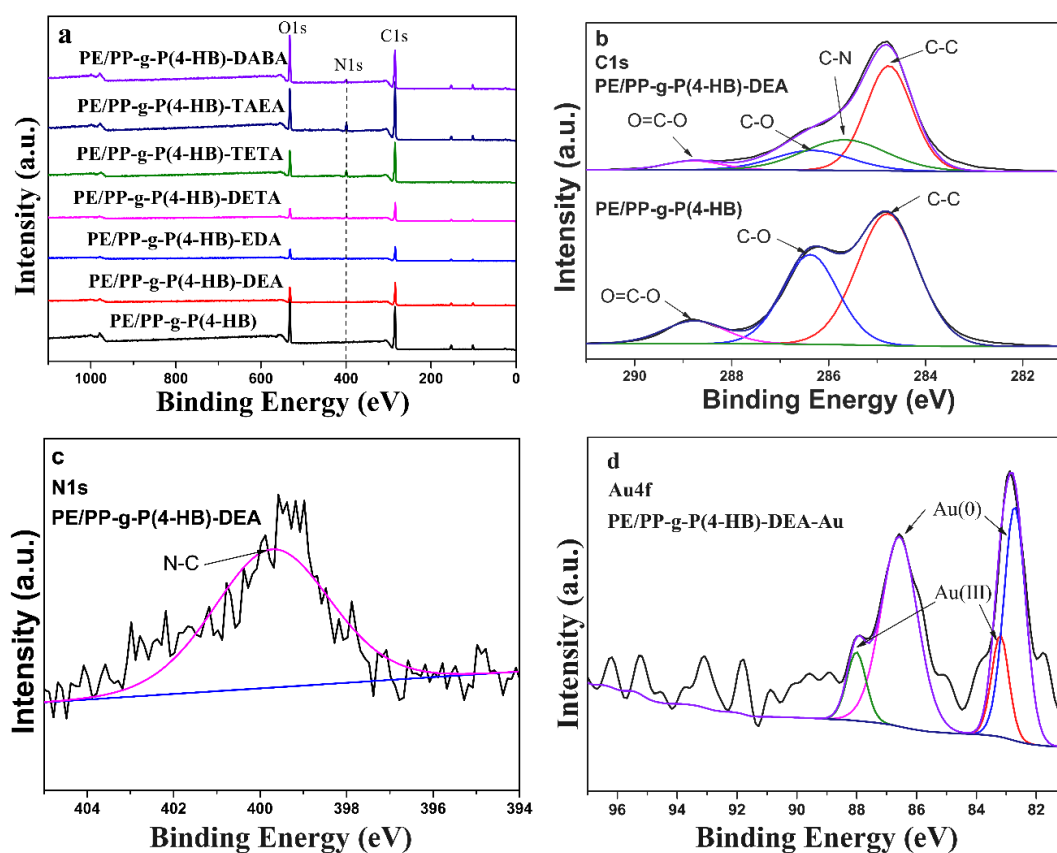 a
O1s
C1s
N1s
PE/PP-g-P(4-HB)-DABA
PE/PP-g-P(4-HB)-TAEA
PE/PP-g-P(4-HB)-TETA
PE/PP-g-P(4-HB)-DETA
PE/PP-g-P(4-HB)-EDA
PE/PP-g-P(4-HB)-DEA
PE/PP-g-P(4-HB)
Intensity (a.u.)
1000 800 600 400 200 0
Binding Energy (eV)
b
C1s
PE/PP-g-P(4-HB)-DEA
C-C
C-N
C-O
O=C-O
PE/PP-g-P(4-HB)
C-C
C-O
O=C-O
Intensity (a.u.)
290 288 286 284 282
Binding Energy (eV)
c
N1s
PE/PP-g-P(4-HB)-DEA
N-C
Intensity (a.u.)
404 402 400 398 396 394
Binding Energy (eV)
d
Au4f
PE/PP-g-P(4-HB)-DEA-Au
Au(0)
Au(III)
Intensity (a.u.)
96 94 92 90 88 86 84 82
Binding Energy (eV)